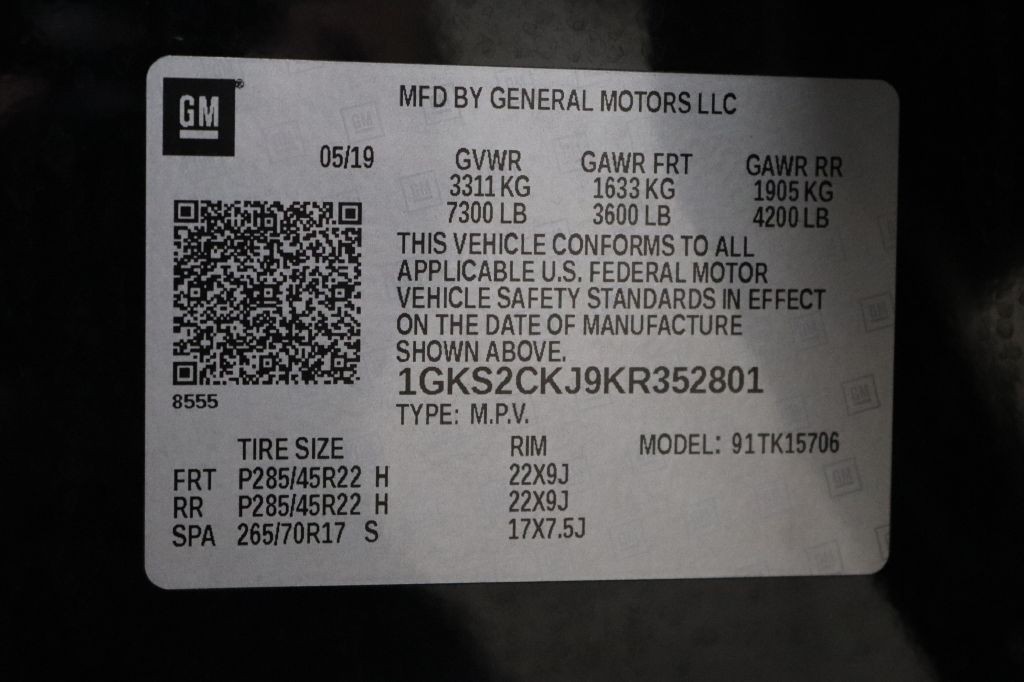 GM®
MFD BY GENERAL MOTORS LLC
05/19
GVWR GAWR FRT GAWR RR
3311 KG 1633 KG 1905 KG
7300 LB 3600 LB 4200 LB
THIS VEHICLE CONFORMS TO ALL
APPLICABLE U.S. FEDERAL MOTOR
VEHICLE SAFETY STANDARDS IN EFFECT
ON THE DATE OF MANUFACTURE
SHOWN ABOVE.
1GKS2CKJ9KR352801
8555
TYPE: M.P.V.
TIRE SIZE RIM MODEL: 91TK15706
FRT P285/45R22 H 22X9J
RR P285/45R22 H 22X9J
SPA 265/70R17 S 17X7.5J